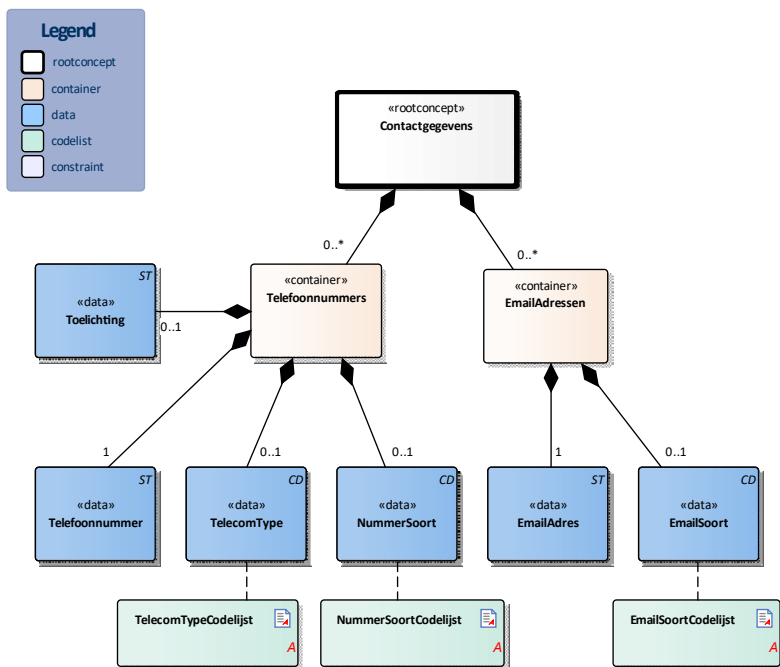 Legend
rootconcept
container
data
codelist
constraint
«rootconcept»
Contactgegevens
0..*
0..*
ST
«data»
Toelichting
0..1
«container»
Telefoonnummers
«container»
EmailAdressen
1
0..1
0..1
1
0..1
ST
«data»
Telefoonnummer
CD
«data»
TelecomType
CD
«data»
NummerSoort
ST
«data»
EmailAdres
CD
«data»
EmailSoort
TelecomTypeCodelijst
A
NummerSoortCodelijst
A
EmailSoortCodelijst
A